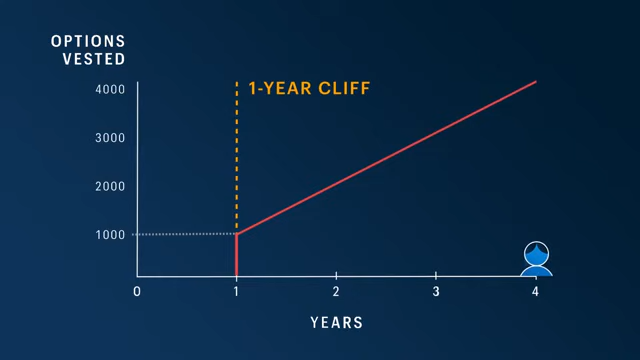 OPTIONS
VESTED
4000
1-YEAR CLIFF
3000
2000
1000
0 1 2 3 4
YEARS